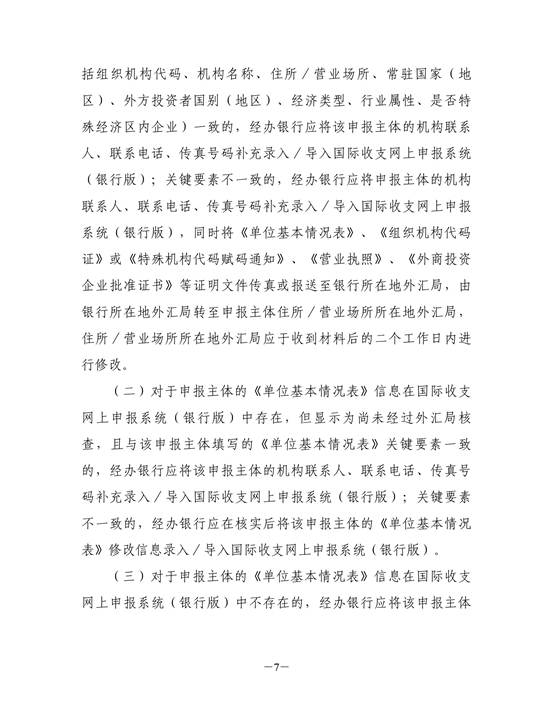 括组织机构代码、机构名称、住所／营业场所、常驻国家（地
区）、外方投资者国别（地区）、经济类型、行业属性、是否特
殊经济区内企业）一致的，经办银行应将该申报主体的机构联系
人、联系电话、传真号码补充录入／导入国际收支网上申报系统
（银行版）；关键要素不一致的，经办银行应将申报主体的机构
联系人、联系电话、传真号码补充录入／导入国际收支网上申报
系统（银行版），同时将《单位基本情况表》、《组织机构代码
证》或《特殊机构代码赋码通知》、《营业执照》、《外商投资
企业批准证书》等证明文件传真或报送至银行所在地外汇局，由
银行所在地外汇局转至申报主体住所／营业场所所在地外汇局，
住所／营业场所所在地外汇局应于收到材料后的二个工作日内进
行修改。
（二）对于申报主体的《单位基本情况表》信息在国际收支
网上申报系统（银行版）中存在，但显示为尚未经过外汇局核
查，且与该申报主体填写的《单位基本情况表》关键要素一致
的，经办银行应将该申报主体的机构联系人、联系电话、传真号
码补充录入／导入国际收支网上申报系统（银行版）；关键要素
不一致的，经办银行应在核实后将该申报主体的《单位基本情况
表》修改信息录入／导入国际收支网上申报系统（银行版）。
（三）对于申报主体的《单位基本情况表》信息在国际收支
网上申报系统（银行版）中不存在的，经办银行应将该申报主体
—7—